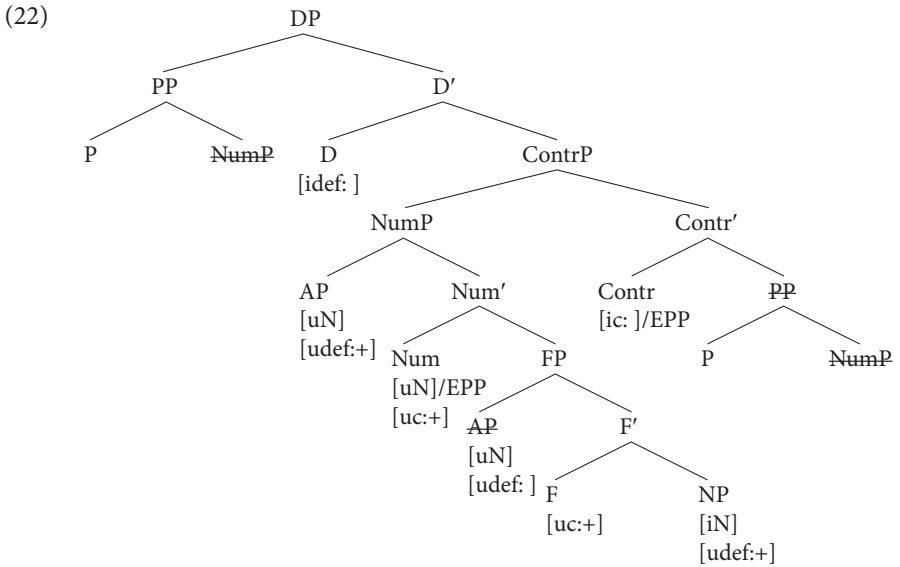 (22) DP
PP D′
P NumP D ContrP
[idef: ]
NumP Contr′
AP Num′ Contr PP
[uN] [ic: ]/EPP
[udef:+] Num FP P NumP
[uN]/EPP
[uc:+] AP F′
[uN]
[udef: ] F NP
[uc:+] [iN]
[udef:+]